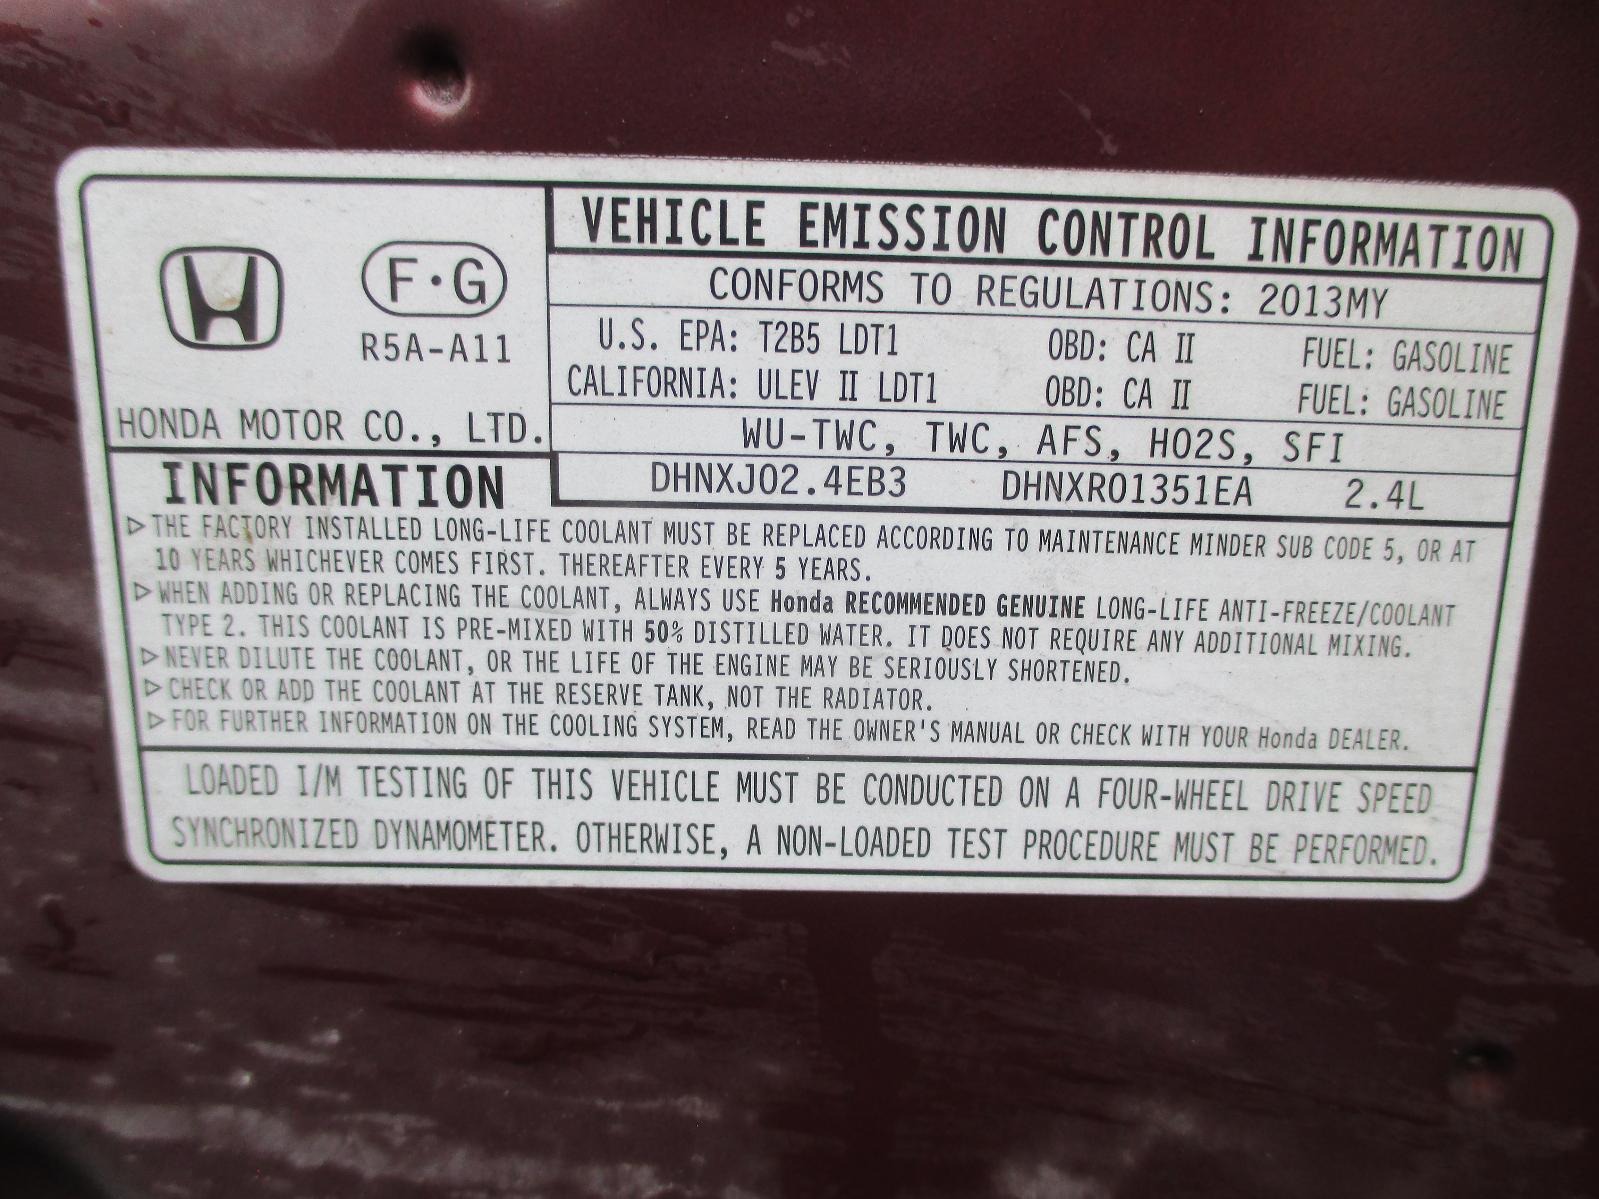 F·G
R5A-A11
HONDA MOTOR CO., LTD.
VEHICLE EMISSION CONTROL INFORMATION
CONFORMS TO REGULATIONS: 2013MY
U.S. EPA: T2B5 LDT1 OBD: CA II FUEL: GASOLINE
CALIFORNIA: ULEV II LDT1 OBD: CA II FUEL: GASOLINE
WU-TWC, TWC, AFS, HO2S, SFI
DHNXJ02.4EB3 DHNXR01351EA 2.4L
INFORMATION
▷THE FACTORY INSTALLED LONG-LIFE COOLANT MUST BE REPLACED ACCORDING TO MAINTENANCE MINDER SUB CODE 5, OR AT
10 YEARS WHICHEVER COMES FIRST. THEREAFTER EVERY 5 YEARS.
▷WHEN ADDING OR REPLACING THE COOLANT, ALWAYS USE Honda RECOMMENDED GENUINE LONG-LIFE ANTI-FREEZE/COOLANT
TYPE 2. THIS COOLANT IS PRE-MIXED WITH 50% DISTILLED WATER. IT DOES NOT REQUIRE ANY ADDITIONAL MIXING.
▷NEVER DILUTE THE COOLANT, OR THE LIFE OF THE ENGINE MAY BE SERIOUSLY SHORTENED.
▷CHECK OR ADD THE COOLANT AT THE RESERVE TANK, NOT THE RADIATOR.
▷FOR FURTHER INFORMATION ON THE COOLING SYSTEM, READ THE OWNER'S MANUAL OR CHECK WITH YOUR Honda DEALER.
LOADED I/M TESTING OF THIS VEHICLE MUST BE CONDUCTED ON A FOUR-WHEEL DRIVE SPEED
SYNCHRONIZED DYNAMOMETER. OTHERWISE, A NON-LOADED TEST PROCEDURE MUST BE PERFORMED.